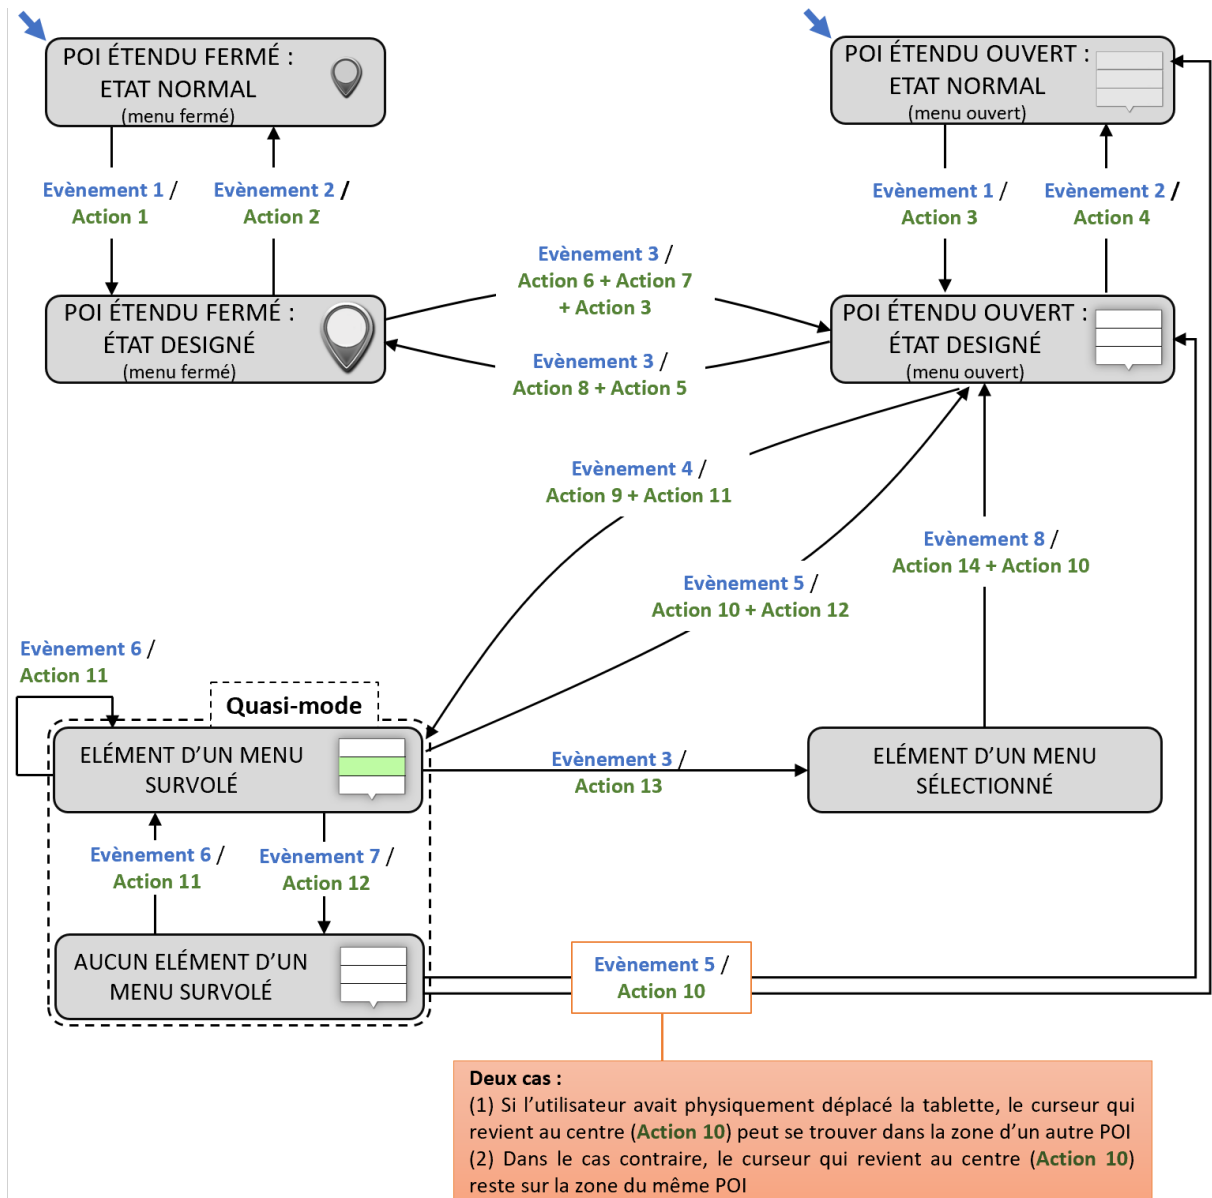 POI ÉTENDU FERMÉ :
ETAT NORMAL
(menu fermé)
POI ÉTENDU OUVERT :
ETAT NORMAL
(menu ouvert)
Evènement 1 /
Action 1
Evènement 2 /
Action 2
Evènement 1 /
Action 3
Evènement 2 /
Action 4
Evènement 3 /
Action 6 + Action 7
+ Action 3
POI ÉTENDU FERMÉ :
ÉTAT DESIGNÉ
(menu fermé)
POI ÉTENDU OUVERT :
ÉTAT DESIGNÉ
(menu ouvert)
Evènement 3 /
Action 8 + Action 5
Evènement 4 /
Action 9 + Action 11
Evènement 8 /
Action 14 + Action 10
Evènement 5 /
Action 10 + Action 12
Evènement 6 /
Action 11
Quasi-mode
ELÉMENT D’UN MENU
SURVOLÉ
Evènement 3 /
Action 13
ELÉMENT D’UN MENU
SÉLECTIONNÉ
Evènement 6 /
Action 11
Evènement 7 /
Action 12
AUCUN ELÉMENT D’UN
MENU SURVOLÉ
Evènement 5 /
Action 10
Deux cas :
(1) Si l’utilisateur avait physiquement déplacé la tablette, le curseur qui
revient au centre (Action 10) peut se trouver dans la zone d’un autre POI
(2) Dans le cas contraire, le curseur qui revient au centre (Action 10)
reste sur la zone du même POI